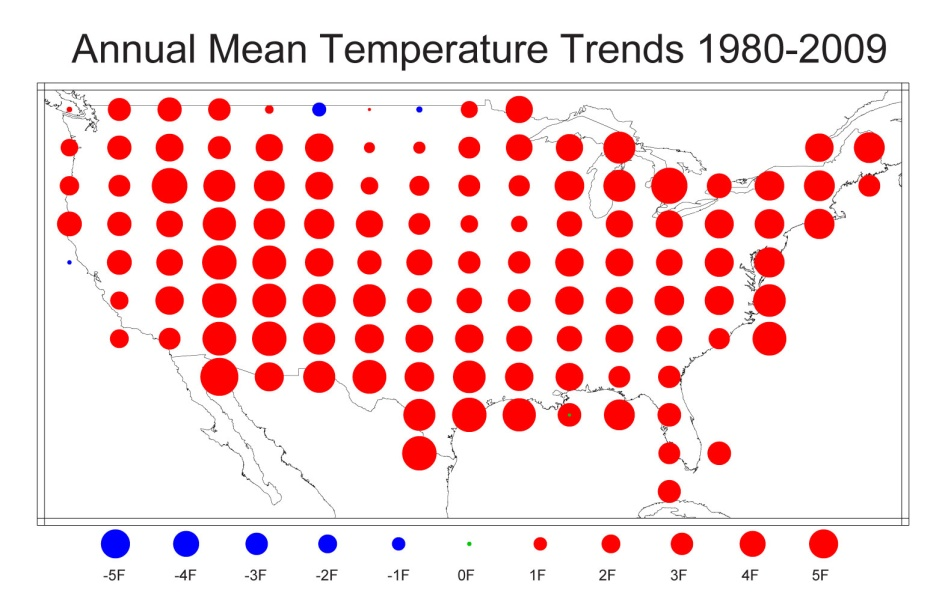 Annual Mean Temperature Trends 1980-2009
-5F -4F -3F -2F -1F 0F 1F 2F 3F 4F 5F